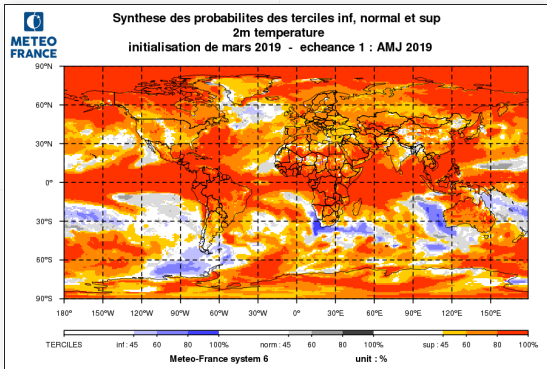 METEO
FRANCE
Synthese des probabilites des terciles inf, normal et sup
2m temperature
initialisation de mars 2019 - echeance 1 : AMJ 2019
90°N
60°N
30°N
0°
30°S
60°S
90°S
180° 150°W 120°W 90°W 60°W 30°W 0° 30°E 60°E 90°E 120°E 150°E
TERCILES inf : 45 60 80 100% norm : 45 60 80 100% sup : 45 60 80 100%
Meteo-France system 6 unit : %